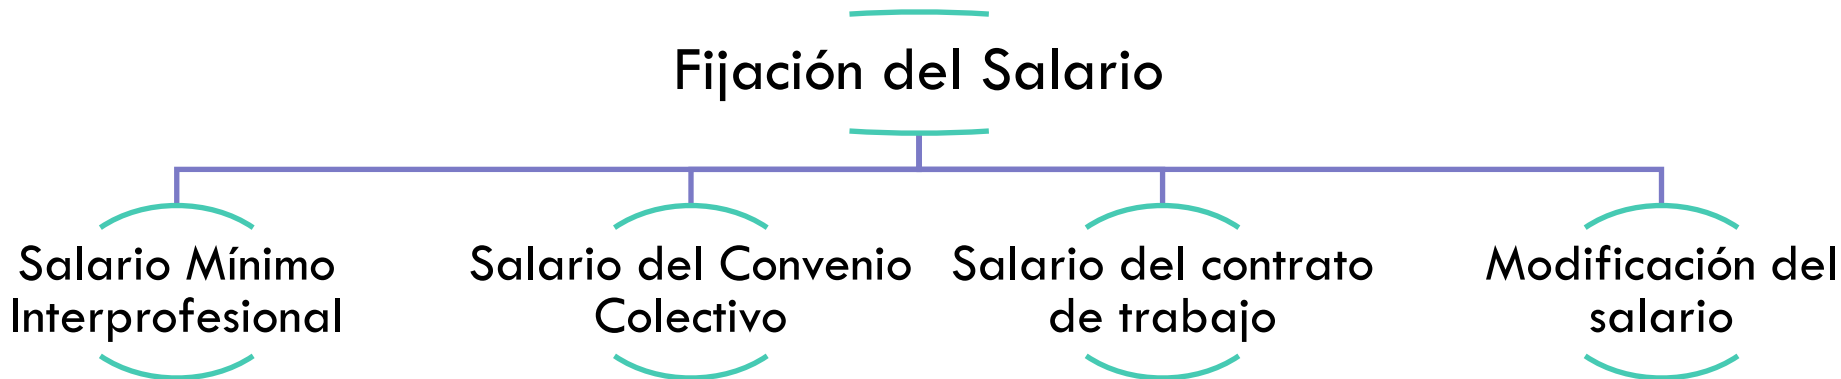 Fijación del Salario
Salario Mínimo
Interprofesional
Salario del Convenio
Colectivo
Salario del contrato
de trabajo
Modificación del
salario